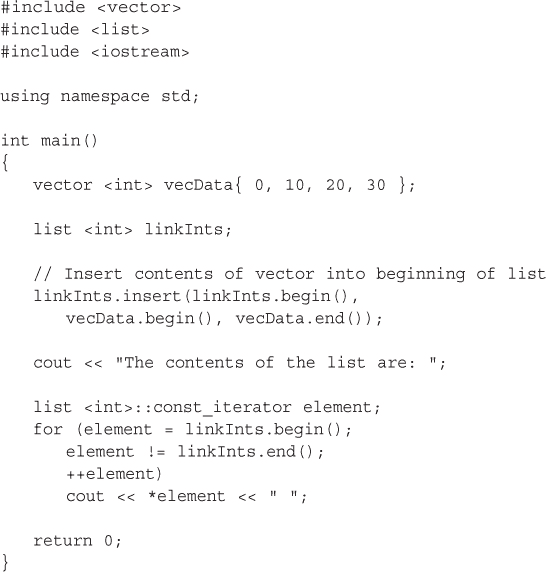 #include <vector>
#include <list>
#include <iostream>
using namespace std;
int main()
{
vector <int> vecData{ 0, 10, 20, 30 };
list <int> linkInts;
// Insert contents of vector into beginning of list
linkInts.insert(linkInts.begin(),
vecData.begin(), vecData.end());
cout << "The contents of the list are: ";
list <int>::const_iterator element;
for (element = linkInts.begin();
element != linkInts.end();
++element)
cout << *element << " ";
return 0;
}